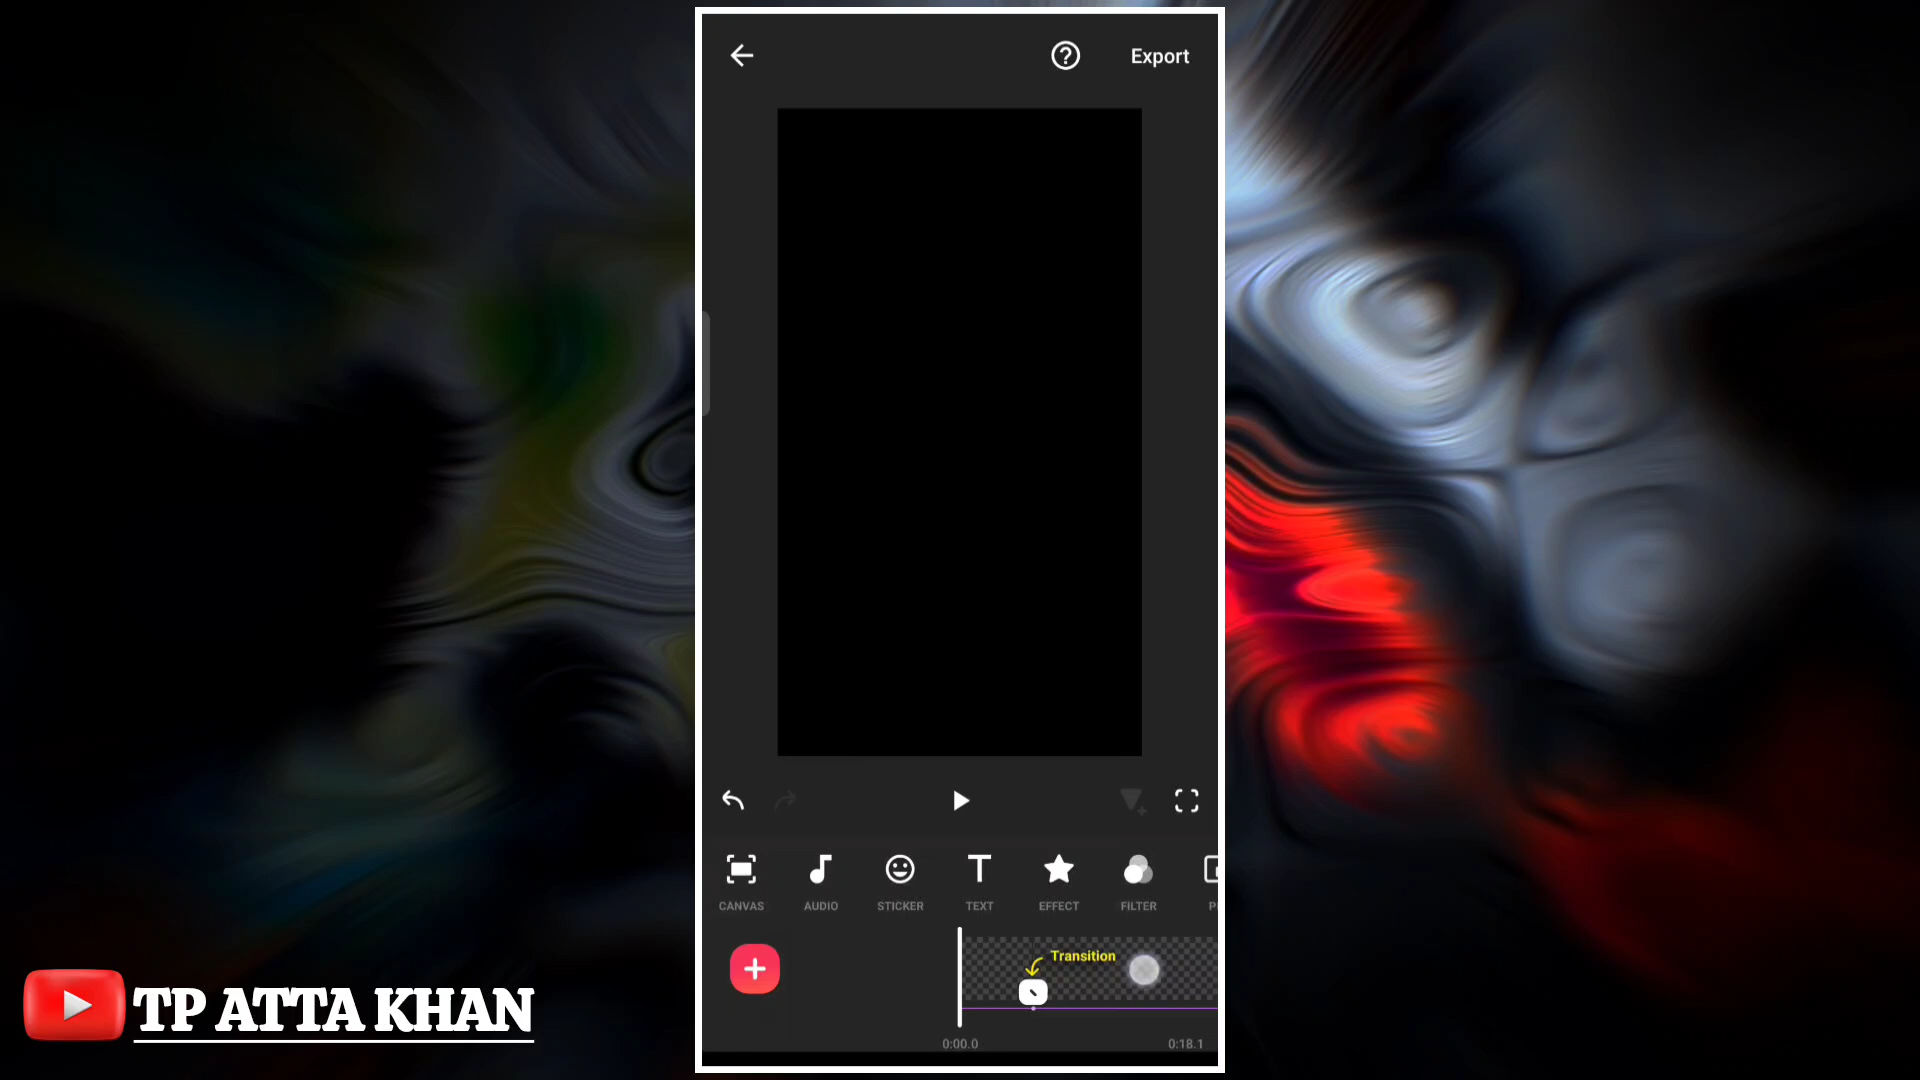 Export
CANVAS
AUDIO
STICKER
TEXT
EFFECT
FILTER
Transition
0:00.0
0:18.1
TP ATTA KHAN